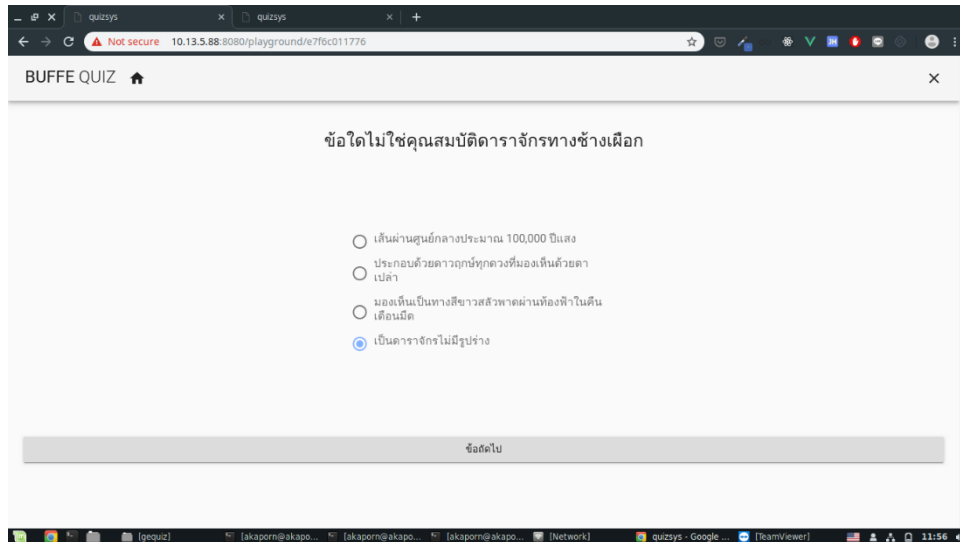 quizsys
quizsys
Not secure 10.13.5.88:8080/playground/e7f6c011776
BUFFE QUIZ
ข้อใดไม่ใช่คุณสมบัติดาราจักรทางช้างเผือก
เส้นผ่านศูนย์กลางประมาณ 100,000 ปีแสง
ประกอบด้วยดาวฤกษ์ทุกดวงที่มองเห็นด้วยตา
เปล่า
มองเห็นเป็นทางสีขาวสลัวพาดผ่านท้องฟ้าในคืน
เดือนมืด
เป็นดาราจักรไม่มีรูปร่าง
ข้อถัดไป
[gequiz] [akaporn@akapo... [akaporn@akapo... [akaporn@akapo... [Network] quizsys - Google ... [TeamViewer] 11:56